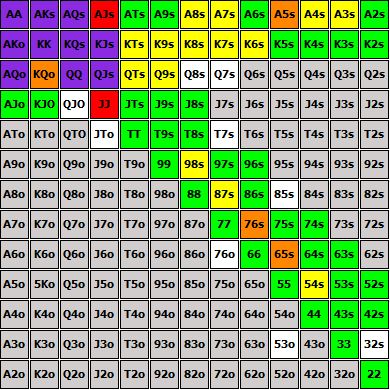 AA AKs AQs AJs ATs A9s A8s A7s A6s A5s A4s A3s A2s
AKo KK KQs KJs KTs K9s K8s K7s K6s K5s K4s K3s K2s
AQo KQo QQ QJs QTs Q9s Q8s Q7s Q6s Q5s Q4s Q3s Q2s
AJo KJO QJO JJ JTs J9s J8s J7s J6s J5s J4s J3s J2s
ATo KTo QTO JTo TT T9s T8s T7s T6s T5s T4s T3s T2s
A9o K9o Q9o J9o T9o 99 98s 97s 96s 95s 94s 93s 92s
A8o K8o Q8o J8o T8o 98o 88 87s 86s 85s 84s 83s 82s
A7o K7o Q7o J7o T7o 97o 87o 77 76s 75s 74s 73s 72s
A6o K6o Q6o J6o T6o 96o 86o 76o 66 65s 64s 63s 62s
A5o 5Ko Q5o J5o T5o 95o 85o 75o 65o 55 54s 53s 52s
A4o K4o Q4o J4o T4o 94o 84o 74o 64o 54o 44 43s 42s
A3o K3o Q3o J3o T3o 93o 83o 73o 63o 53o 43o 33 32s
A2o K2o Q2o J2o T2o 92o 82o 72o 62o 52o 42o 32o 22